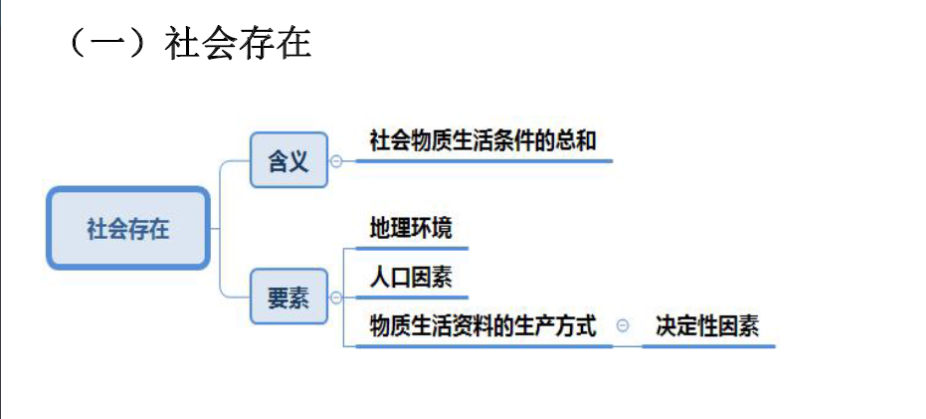 （一）社会存在
社会存在
含义
社会物质生活条件的总和
要素
地理环境
人口因素
物质生活资料的生产方式
决定性因素